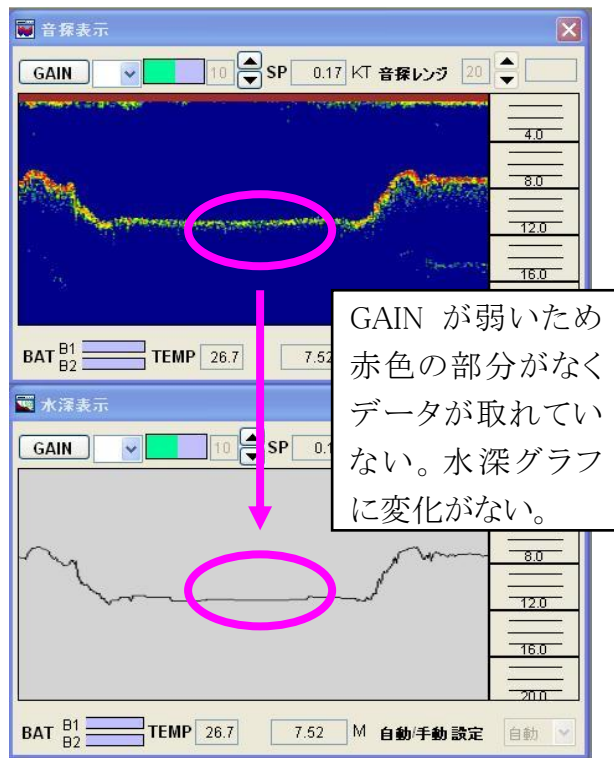 音探表示
GAIN 10 SP 0.17 KT 音探レンジ 20
4.0
8.0
12.0
16.0
BAT B1 B2 TEMP 26.7 7.52
GAIN が弱いため
赤色の部分がなく
データが取れてい
ない。水深グラフ
に変化がない。
水深表示
GAIN 10 SP 0.1
8.0
12.0
16.0
20.0
BAT B1 B2 TEMP 26.7 7.52 M 自動/手動 設定 自動